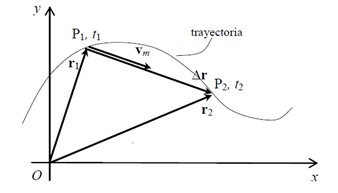 y
P1, t1
vm
trayectoria
r1
Δr
P2, t2
r2
O
x